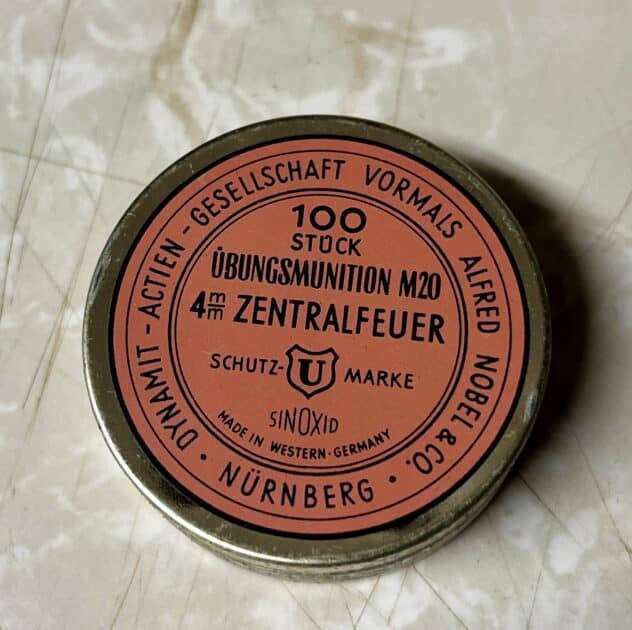 DYNAMIT-ACTIEN-GESELLSCHAFT VORMALS ALFRED NOBEL & CO.
• NÜRNBERG •
100
STÜCK
ÜBUNGSMUNITION M20
4mm ZENTRALFEUER
SCHUTZ- U MARKE
SINOXID
MADE IN WESTERN-GERMANY